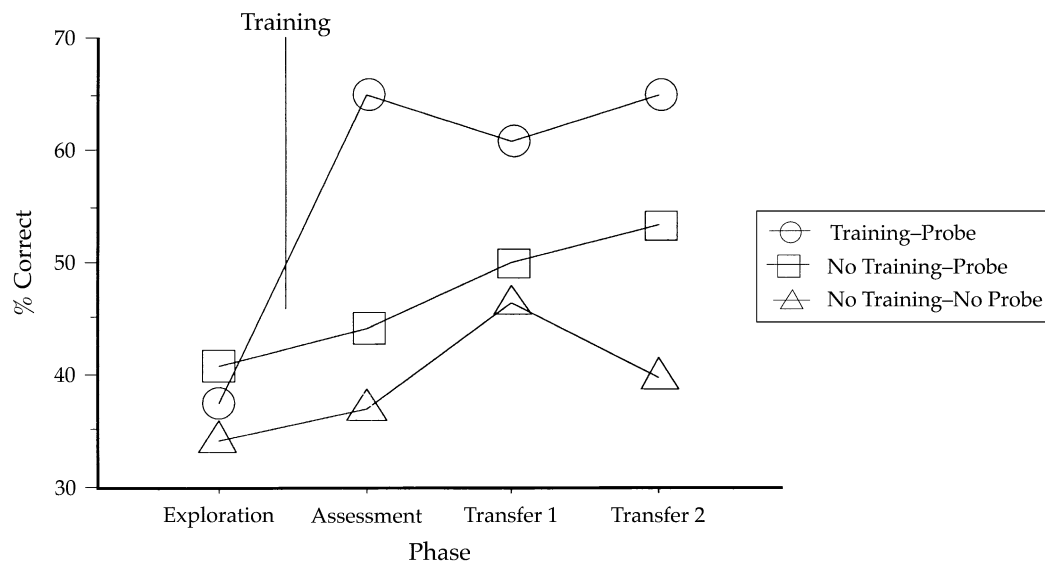 Training
70
60
50
40
30
% Correct
Exploration
Assessment
Transfer 1
Transfer 2
Phase
Training–Probe
No Training–Probe
No Training–No Probe